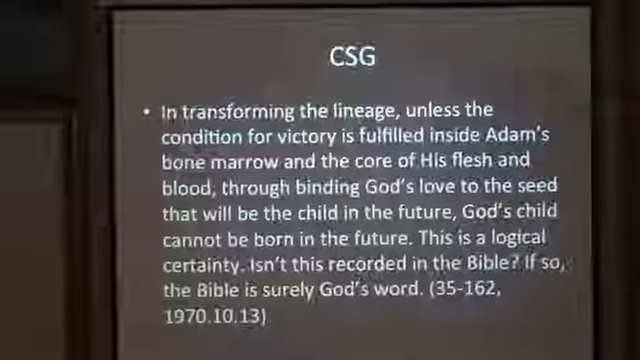 CSG
• In transforming the lineage, unless the
condition for victory is fulfilled inside Adam's
bone marrow and the core of His flesh and
blood, through binding God's love to the seed
that will be the child in the future, God's child
cannot be born in the future. This is a logical
certainty. Isn't this recorded in the Bible? If so,
the Bible is surely God's word. (35-162,
1970.10.13)